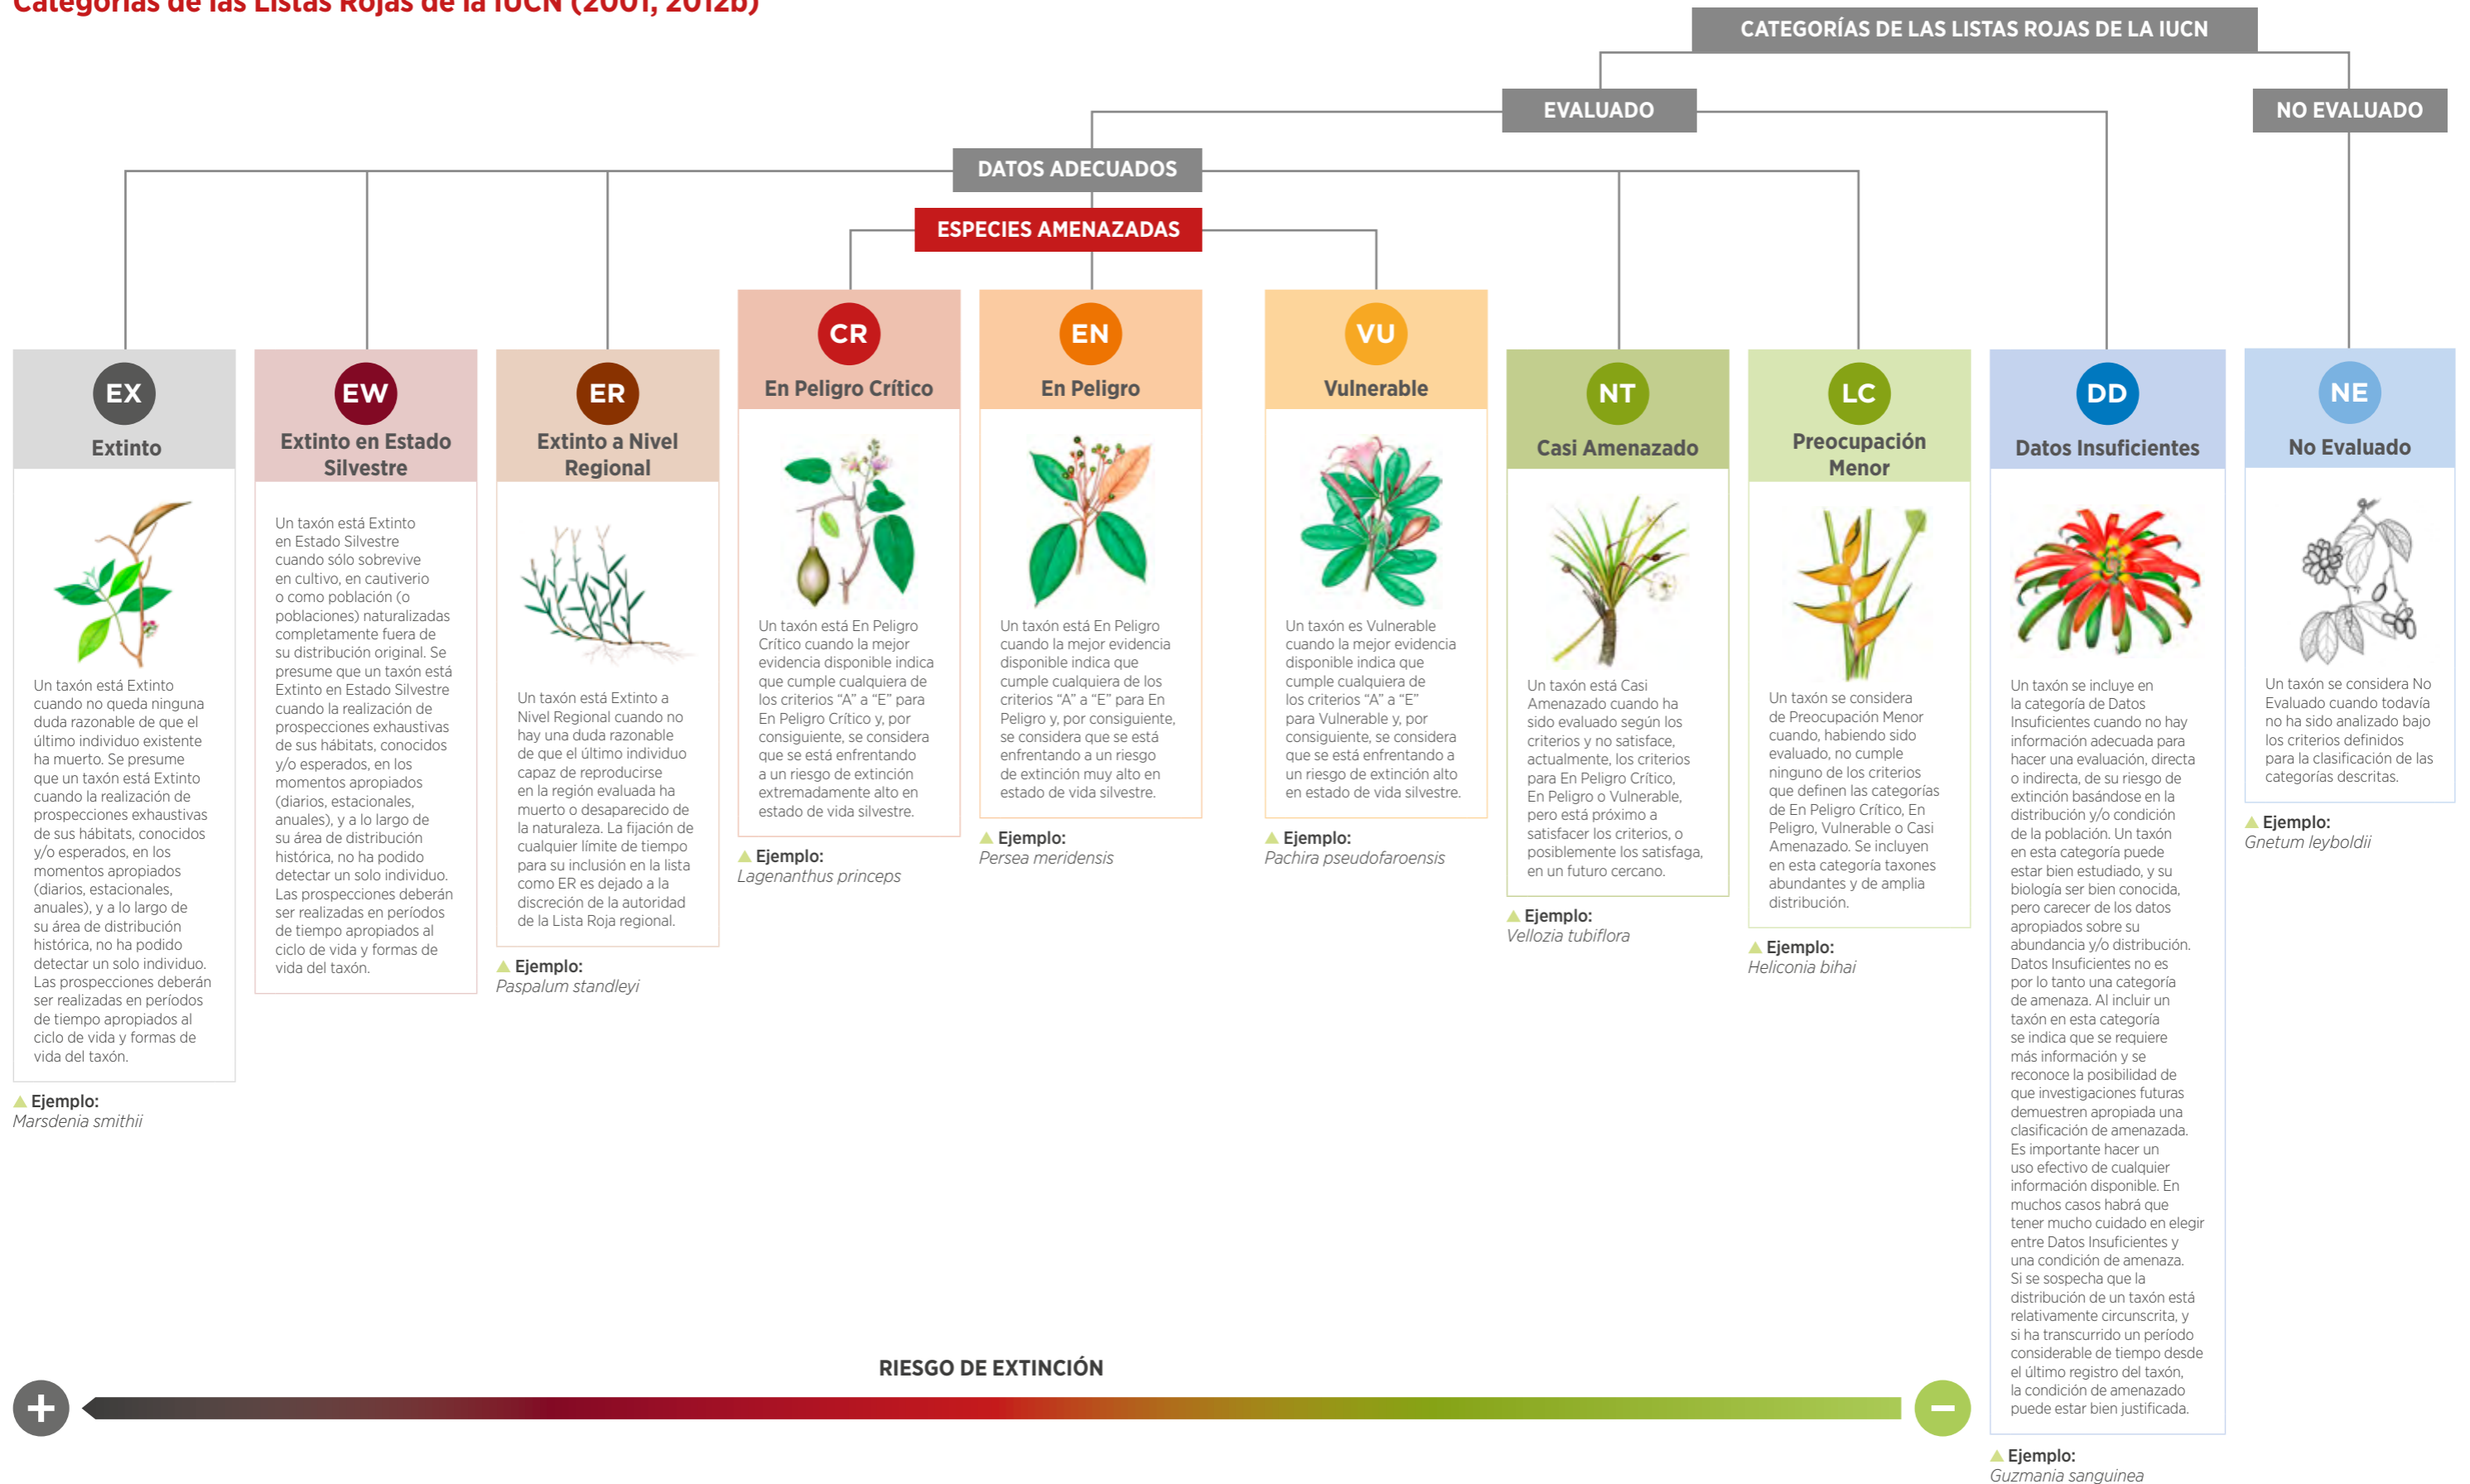 Categorías de las Listas Rojas de la IUCN (2001, 2012b)
CATEGORÍAS DE LAS LISTAS ROJAS DE LA IUCN
EVALUADO
NO EVALUADO
DATOS ADECUADOS
ESPECIES AMENAZADAS
EX
Extinto
Un taxón está Extinto
cuando no queda ninguna
duda razonable de que el
último individuo existente
ha muerto. Se presume
que un taxón está Extinto
cuando la realización de
prospecciones exhaustivas
de sus hábitats, conocidos
y/o esperados, en los
momentos apropiados
(diarios, estacionales,
anuales), y a lo largo de
su área de distribución
histórica, no ha podido
detectar un solo individuo.
Las prospecciones deberán
ser realizadas en períodos
de tiempo apropiados al
ciclo de vida y formas de
vida del taxón.
Ejemplo:
Marsdenia smithii
EW
Extinto en Estado
Silvestre
Un taxón está Extinto
en Estado Silvestre
cuando sólo sobrevive
en cultivo, en cautiverio
o como población (o
poblaciones) naturalizadas
completamente fuera de
su distribución original. Se
presume que un taxón está
Extinto en Estado Silvestre
cuando la realización de
prospecciones exhaustivas
de sus hábitats, conocidos
y/o esperados, en los
momentos apropiados
(diarios, estacionales,
anuales), y a lo largo de
su área de distribución
histórica, no ha podido
detectar un solo individuo.
Las prospecciones deberán
ser realizadas en períodos
de tiempo apropiados al
ciclo de vida y formas de
vida del taxón.
ER
Extinto a Nivel
Regional
Un taxón está Extinto a
Nivel Regional cuando no
hay una duda razonable
de que el último individuo
capaz de reproducirse
en la región evaluada ha
muerto o desaparecido de
la naturaleza. La fijación de
cualquier límite de tiempo
para su inclusión en la lista
como ER es dejado a la
discreción de la autoridad
de la Lista Roja regional.
Ejemplo:
Paspalum standleyi
CR
En Peligro Crítico
Un taxón está En Peligro
Crítico cuando la mejor
evidencia disponible indica
que cumple cualquiera de
los criterios “A” a “E” para
En Peligro Crítico y, por
consiguiente, se considera
que se está enfrentando
a un riesgo de extinción
extremadamente alto en
estado de vida silvestre.
Ejemplo:
Lagenanthus princeps
EN
En Peligro
Un taxón está En Peligro
cuando la mejor evidencia
disponible indica que
cumple cualquiera de los
criterios “A” a “E” para En
Peligro y, por consiguiente,
se considera que se está
enfrentando a un riesgo
de extinción muy alto en
estado de vida silvestre.
Ejemplo:
Persea meridensis
VU
Vulnerable
Un taxón es Vulnerable
cuando la mejor evidencia
disponible indica que
cumple cualquiera de
los criterios “A” a “E”
para Vulnerable y, por
consiguiente, se considera
que se está enfrentando a
un riesgo de extinción alto
en estado de vida silvestre.
Ejemplo:
Pachira pseudofaroensis
NT
Casi Amenazado
Un taxón está Casi
Amenazado cuando ha
sido evaluado según los
criterios y no satisface,
actualmente, los criterios
para En Peligro Crítico,
En Peligro o Vulnerable,
pero está próximo a
satisfacer los criterios, o
posiblemente los satisfaga,
en un futuro cercano.
Ejemplo:
Vellozia tubiflora
LC
Preocupación
Menor
Un taxón se considera
de Preocupación Menor
cuando, habiendo sido
evaluado, no cumple
ninguno de los criterios
que definen las categorías
de En Peligro Crítico, En
Peligro, Vulnerable o Casi
Amenazado. Se incluyen
en esta categoría taxones
abundantes y de amplia
distribución.
Ejemplo:
Heliconia bihai
DD
Datos Insuficientes
Un taxón se incluye en
la categoría de Datos
Insuficientes cuando no hay
información adecuada para
hacer una evaluación, directa
o indirecta, de su riesgo de
extinción basándose en la
distribución y/o condición
de la población. Un taxón
en esta categoría puede
estar bien estudiado, y su
biología ser bien conocida,
pero carecer de los datos
apropiados sobre su
abundancia y/o distribución.
Datos Insuficientes no es
por lo tanto una categoría
de amenaza. Al incluir un
taxón en esta categoría
se indica que se requiere
más información y se
reconoce la posibilidad de
que investigaciones futuras
demuestren apropiada una
clasificación de amenazada.
Es importante hacer un
uso efectivo de cualquier
información disponible. En
muchos casos habrá que
tener mucho cuidado en elegir
entre Datos Insuficientes y
una condición de amenaza.
Si se sospecha que la
distribución de un taxón está
relativamente circunscrita, y
si ha transcurrido un período
considerable de tiempo desde
el último registro del taxón,
la condición de amenazado
puede estar bien justificada.
Ejemplo:
Guzmania sanguinea
NE
No Evaluado
Un taxón se considera No
Evaluado cuando todavía
no ha sido analizado bajo
los criterios definidos
para la clasificación de las
categorías descritas.
Ejemplo:
Gnetum leyboldii
RIESGO DE EXTINCIÓN
+
−